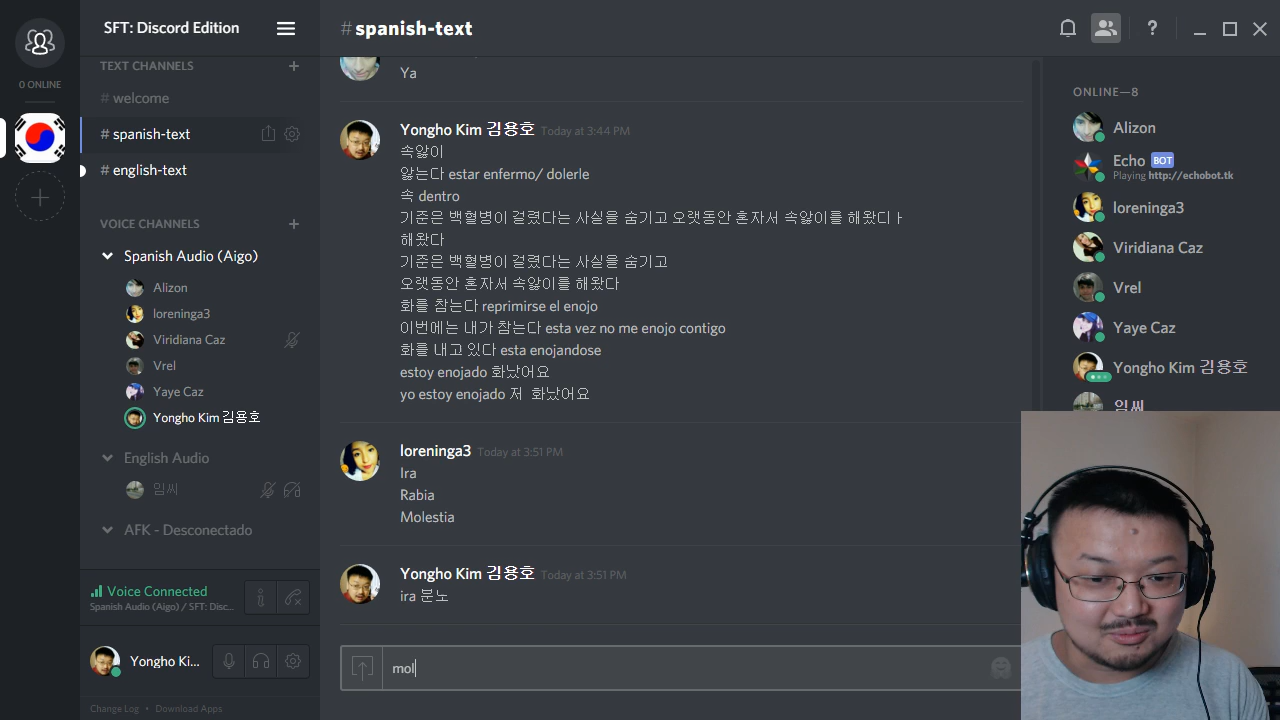 SFT: Discord Edition
#spanish-text
0 ONLINE
TEXT CHANNELS
# welcome
# spanish-text
# english-text
VOICE CHANNELS
Spanish Audio (Aigo)
Alizon
loreninga3
Viridiana Caz
Vrel
Yaye Caz
Yongho Kim 김용호
English Audio
임씨
AFK - Desconectado
Voice Connected
Spanish Audio (Aigo) / SFT: Disc...
Yongho Ki...
Change Log • Download Apps
Ya
Yongho Kim 김용호 Today at 3:44 PM
속앓이
앓는다 estar enfermo/ dolerle
속 dentro
기준은 백혈병이 걸렸다는 사실을 숨기고 오랫동안 혼자서 속앓이를 해왔디ㅏ
해왔다
기준은 백혈병이 걸렸다는 사실을 숨기고
오랫동안 혼자서 속앓이를 해왔다
화를 참는다 reprimirse el enojo
이번에는 내가 참는다 esta vez no me enojo contigo
화를 내고 있다 esta enojandose
estoy enojado 화났어요
yo estoy enojado 저 화났어요
loreninga3 Today at 3:51 PM
Ira
Rabia
Molestia
Yongho Kim 김용호 Today at 3:51 PM
ira 분노
mol
ONLINE—8
Alizon
Echo BOT
Playing http://echobot.tk
loreninga3
Viridiana Caz
Vrel
Yaye Caz
Yongho Kim 김용호
임씨